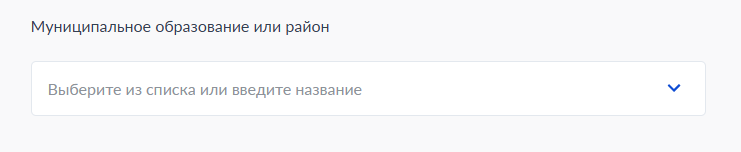 Муниципальное образование или район
Выберите из списка или введите название